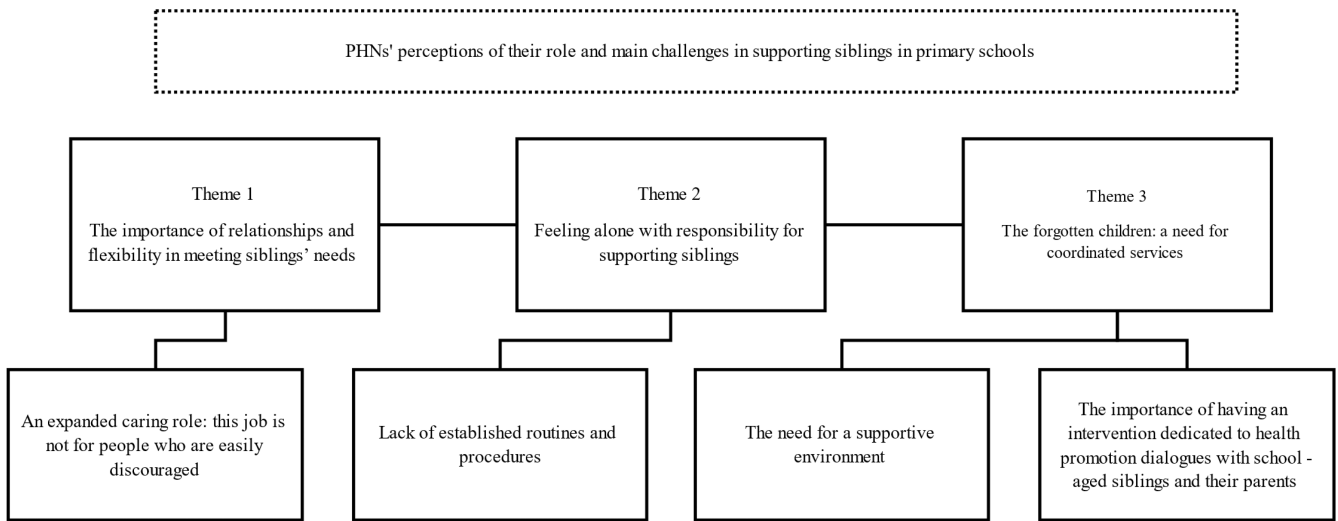 PHNs' perceptions of their role and main challenges in supporting siblings in primary schools
Theme 1
The importance of relationships and
flexibility in meeting siblings’ needs
Theme 2
Feeling alone with responsibility for
supporting siblings
Theme 3
The forgotten children: a need for
coordinated services
An expanded caring role: this job is
not for people who are easily
discouraged
Lack of established routines and
procedures
The need for a supportive
environment
The importance of having an
intervention dedicated to health
promotion dialogues with school -
aged siblings and their parents